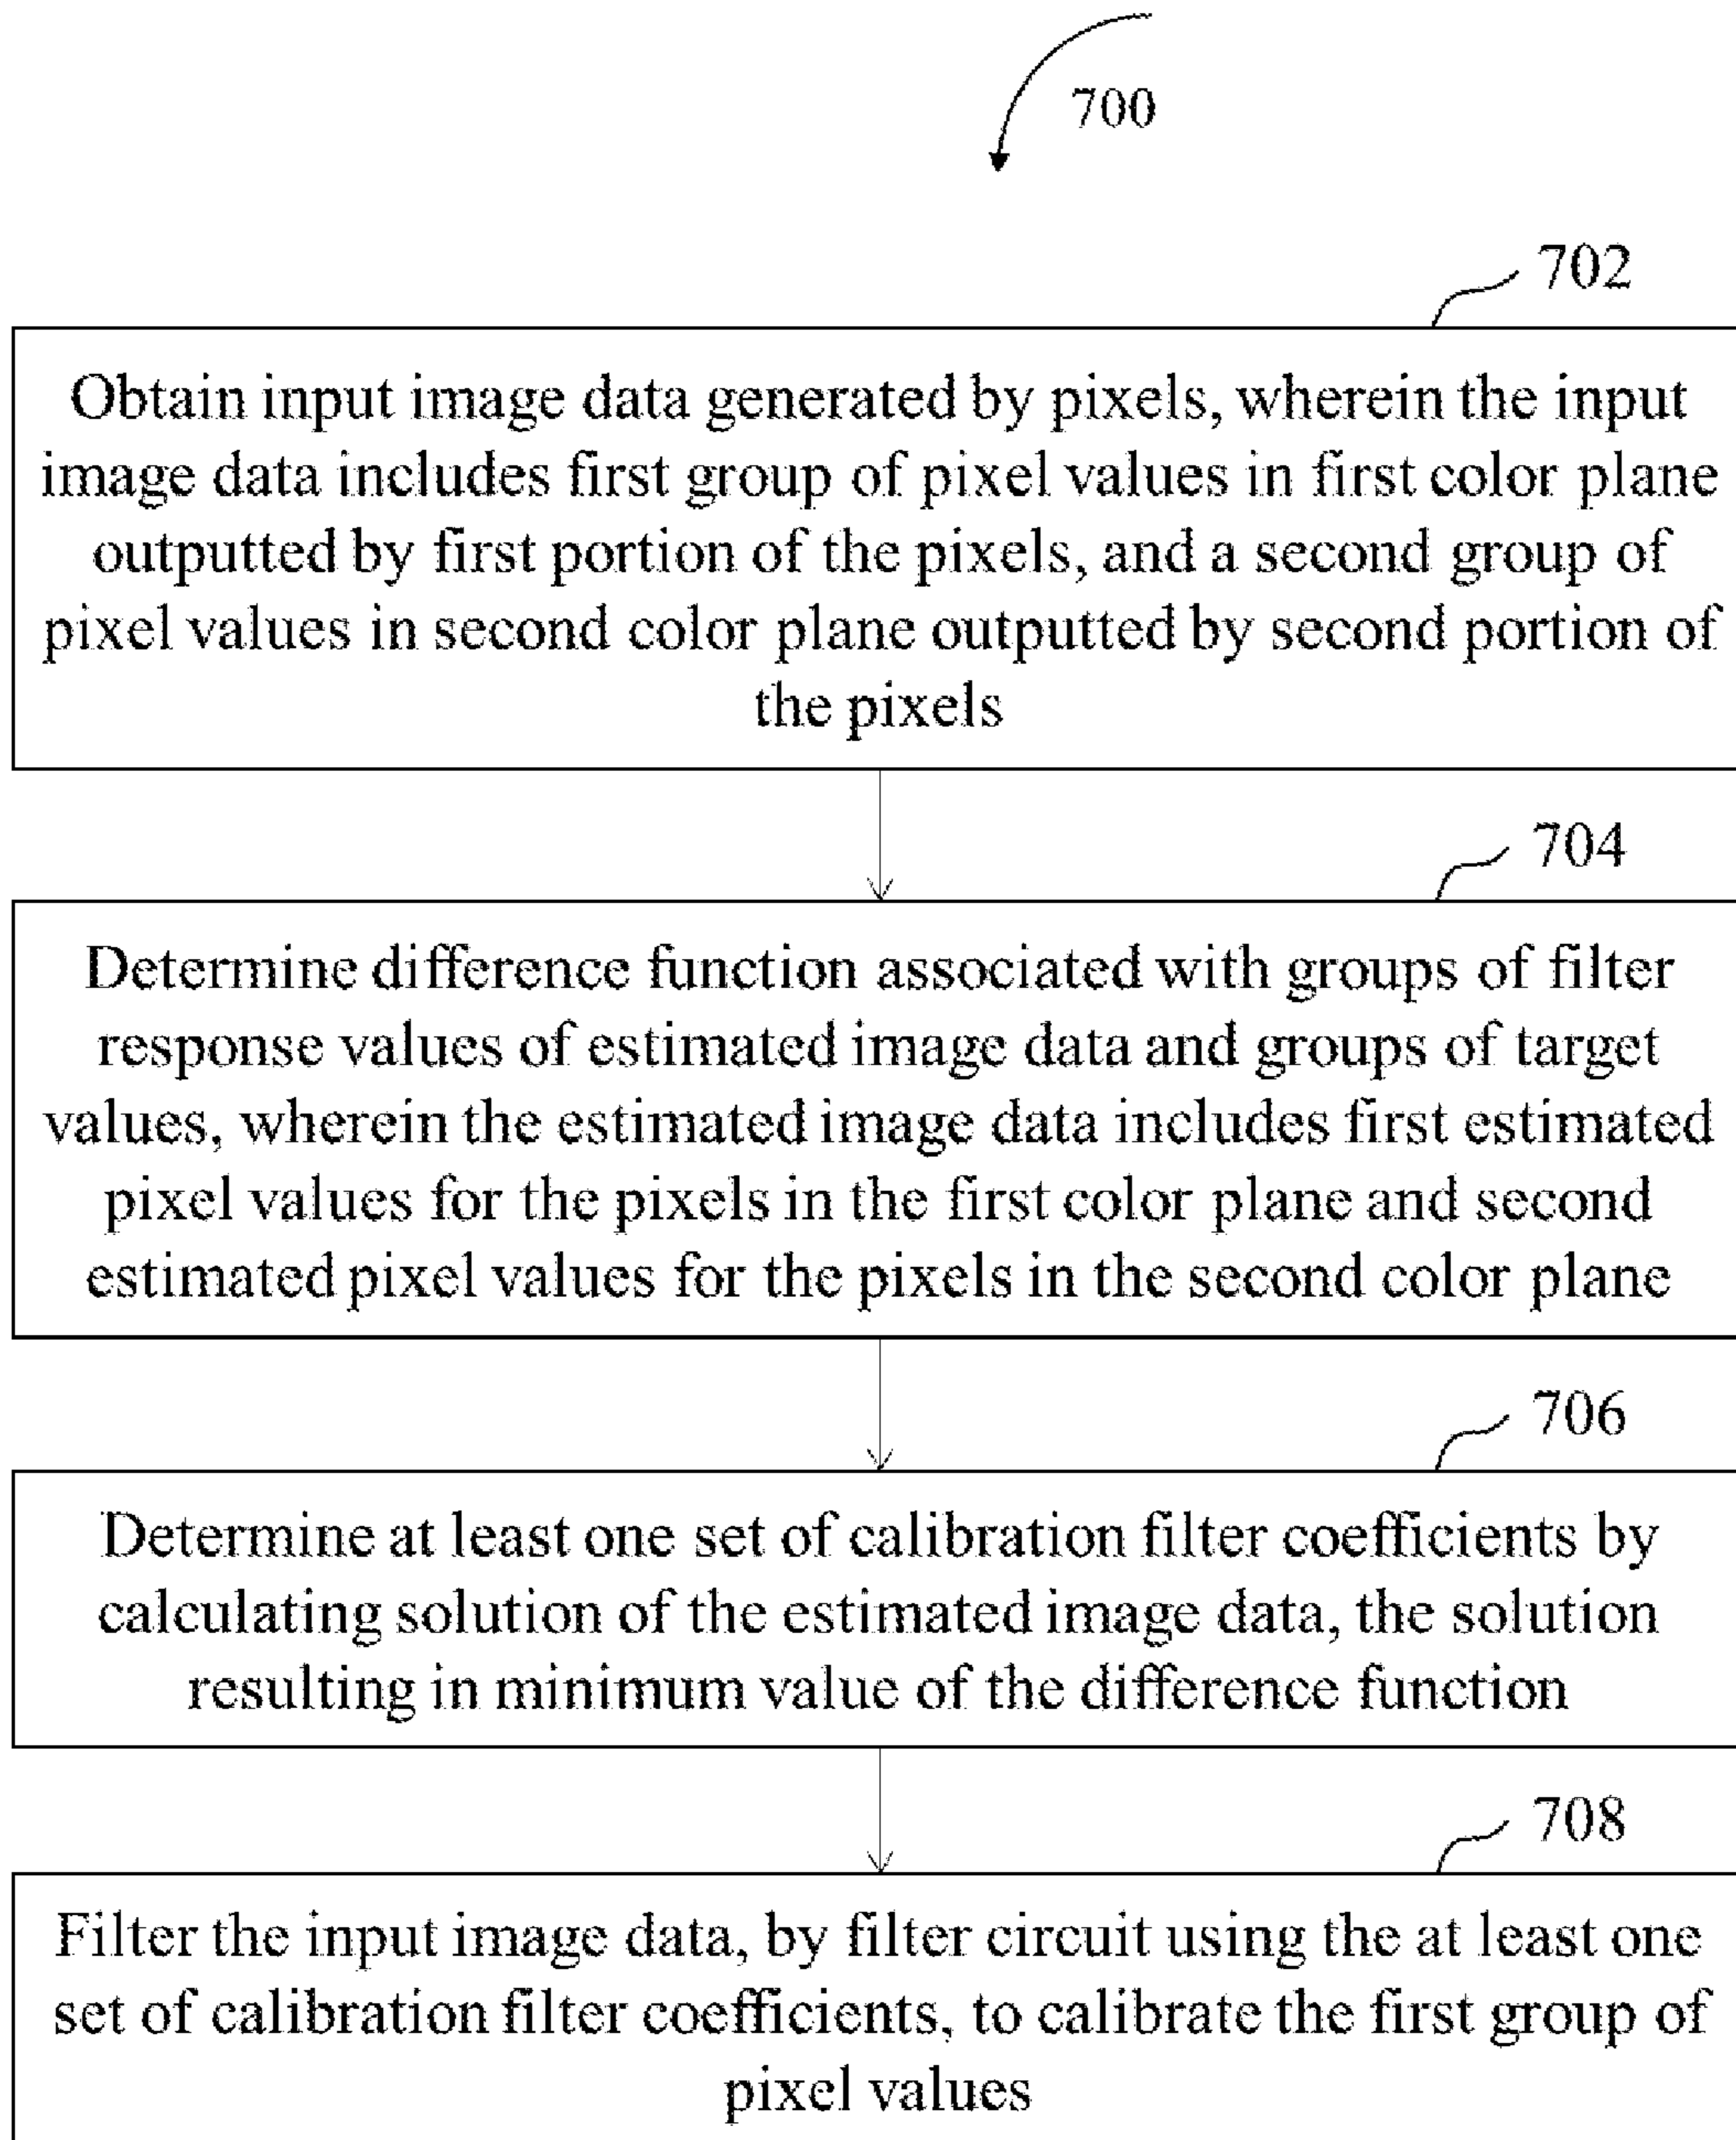 700
702
Obtain input image data generated by pixels, wherein the input
image data includes first group of pixel values in first color plane
outputted by first portion of the pixels, and a second group of
pixel values in second color plane outputted by second portion of
the pixels
704
Determine difference function associated with groups of filter
response values of estimated image data and groups of target
values, wherein the estimated image data includes first estimated
pixel values for the pixels in the first color plane and second
estimated pixel values for the pixels in the second color plane
706
Determine at least one set of calibration filter coefficients by
calculating solution of the estimated image data, the solution
resulting in minimum value of the difference function
708
Filter the input image data, by filter circuit using the at least one
set of calibration filter coefficients, to calibrate the first group of
pixel values